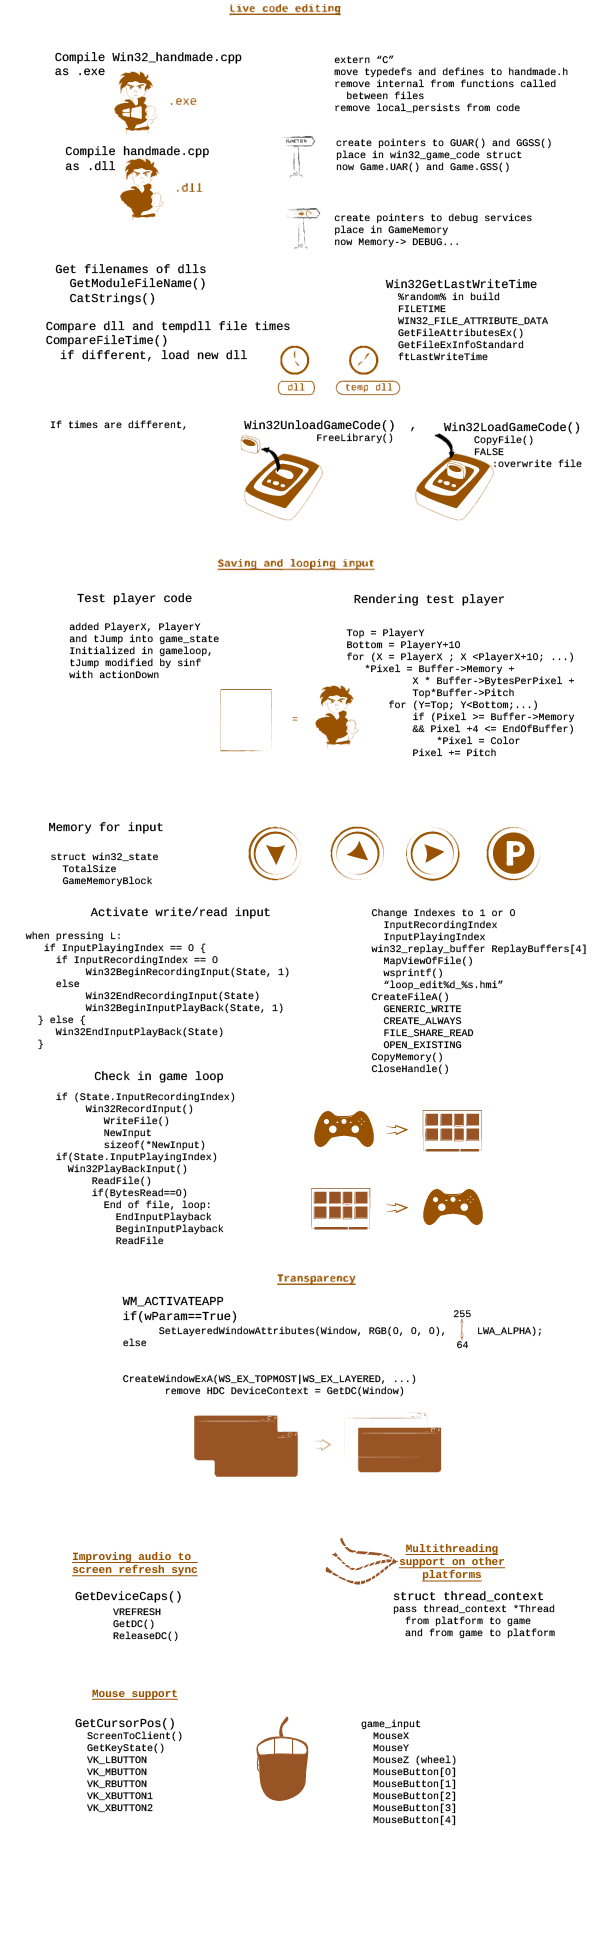 Live code editing
Compile Win32_handmade.cpp
as .exe
.exe
extern “C”
move typedefs and defines to handmade.h
remove internal from functions called
between files
remove local_persists from code
Compile handmade.cpp
as .dll
.dll
FUNCTION
create pointers to GUAR() and GGSS()
place in win32_game_code struct
now Game.UAR() and Game.GSS()
create pointers to debug services
place in GameMemory
now Memory-> DEBUG...
Get filenames of dlls
GetModuleFileName()
CatStrings()
Compare dll and tempdll file times
CompareFileTime()
if different, load new dll
Win32GetLastWriteTime
%random% in build
FILETIME
WIN32_FILE_ATTRIBUTE_DATA
GetFileAttributesEx()
GetFileExInfoStandard
ftLastWriteTime
dll
temp dll
If times are different,
Win32UnloadGameCode()
FreeLibrary()
,
Win32LoadGameCode()
CopyFile()
FALSE
:overwrite file
Saving and looping input
Test player code
added PlayerX, PlayerY
and tJump into game_state
Initialized in gameloop,
tJump modified by sinf
with actionDown
=
Rendering test player
Top = PlayerY
Bottom = PlayerY+10
for (X = PlayerX ; X <PlayerX+10; ...)
*Pixel = Buffer->Memory +
X * Buffer->BytesPerPixel +
Top*Buffer->Pitch
for (Y=Top; Y<Bottom;...)
if (Pixel >= Buffer->Memory
&& Pixel +4 <= EndOfBuffer)
*Pixel = Color
Pixel += Pitch
Memory for input
struct win32_state
TotalSize
GameMemoryBlock
P
Activate write/read input
when pressing L:
if InputPlayingIndex == 0 {
if InputRecordingIndex == 0
Win32BeginRecordingInput(State, 1)
else
Win32EndRecordingInput(State)
Win32BeginInputPlayBack(State, 1)
} else {
Win32EndInputPlayBack(State)
}
Change Indexes to 1 or 0
InputRecordingIndex
InputPlayingIndex
win32_replay_buffer ReplayBuffers[4]
MapViewOfFile()
wsprintf()
“loop_edit%d_%s.hmi”
CreateFileA()
GENERIC_WRITE
CREATE_ALWAYS
FILE_SHARE_READ
OPEN_EXISTING
CopyMemory()
CloseHandle()
Check in game loop
if (State.InputRecordingIndex)
Win32RecordInput()
WriteFile()
NewInput
sizeof(*NewInput)
if(State.InputPlayingIndex)
Win32PlayBackInput()
ReadFile()
if(BytesRead==0)
End of file, loop:
EndInputPlayback
BeginInputPlayback
ReadFile
Transparency
WM_ACTIVATEAPP
if(wParam==True)
SetLayeredWindowAttributes(Window, RGB(0, 0, 0),
255
64
LWA_ALPHA);
else
CreateWindowExA(WS_EX_TOPMOST|WS_EX_LAYERED, ...)
remove HDC DeviceContext = GetDC(Window)
Improving audio to
screen refresh sync
GetDeviceCaps()
VREFRESH
GetDC()
ReleaseDC()
Multithreading
support on other
platforms
struct thread_context
pass thread_context *Thread
from platform to game
and from game to platform
Mouse support
GetCursorPos()
ScreenToClient()
GetKeyState()
VK_LBUTTON
VK_MBUTTON
VK_RBUTTON
VK_XBUTTON1
VK_XBUTTON2
game_input
MouseX
MouseY
MouseZ (wheel)
MouseButton[0]
MouseButton[1]
MouseButton[2]
MouseButton[3]
MouseButton[4]